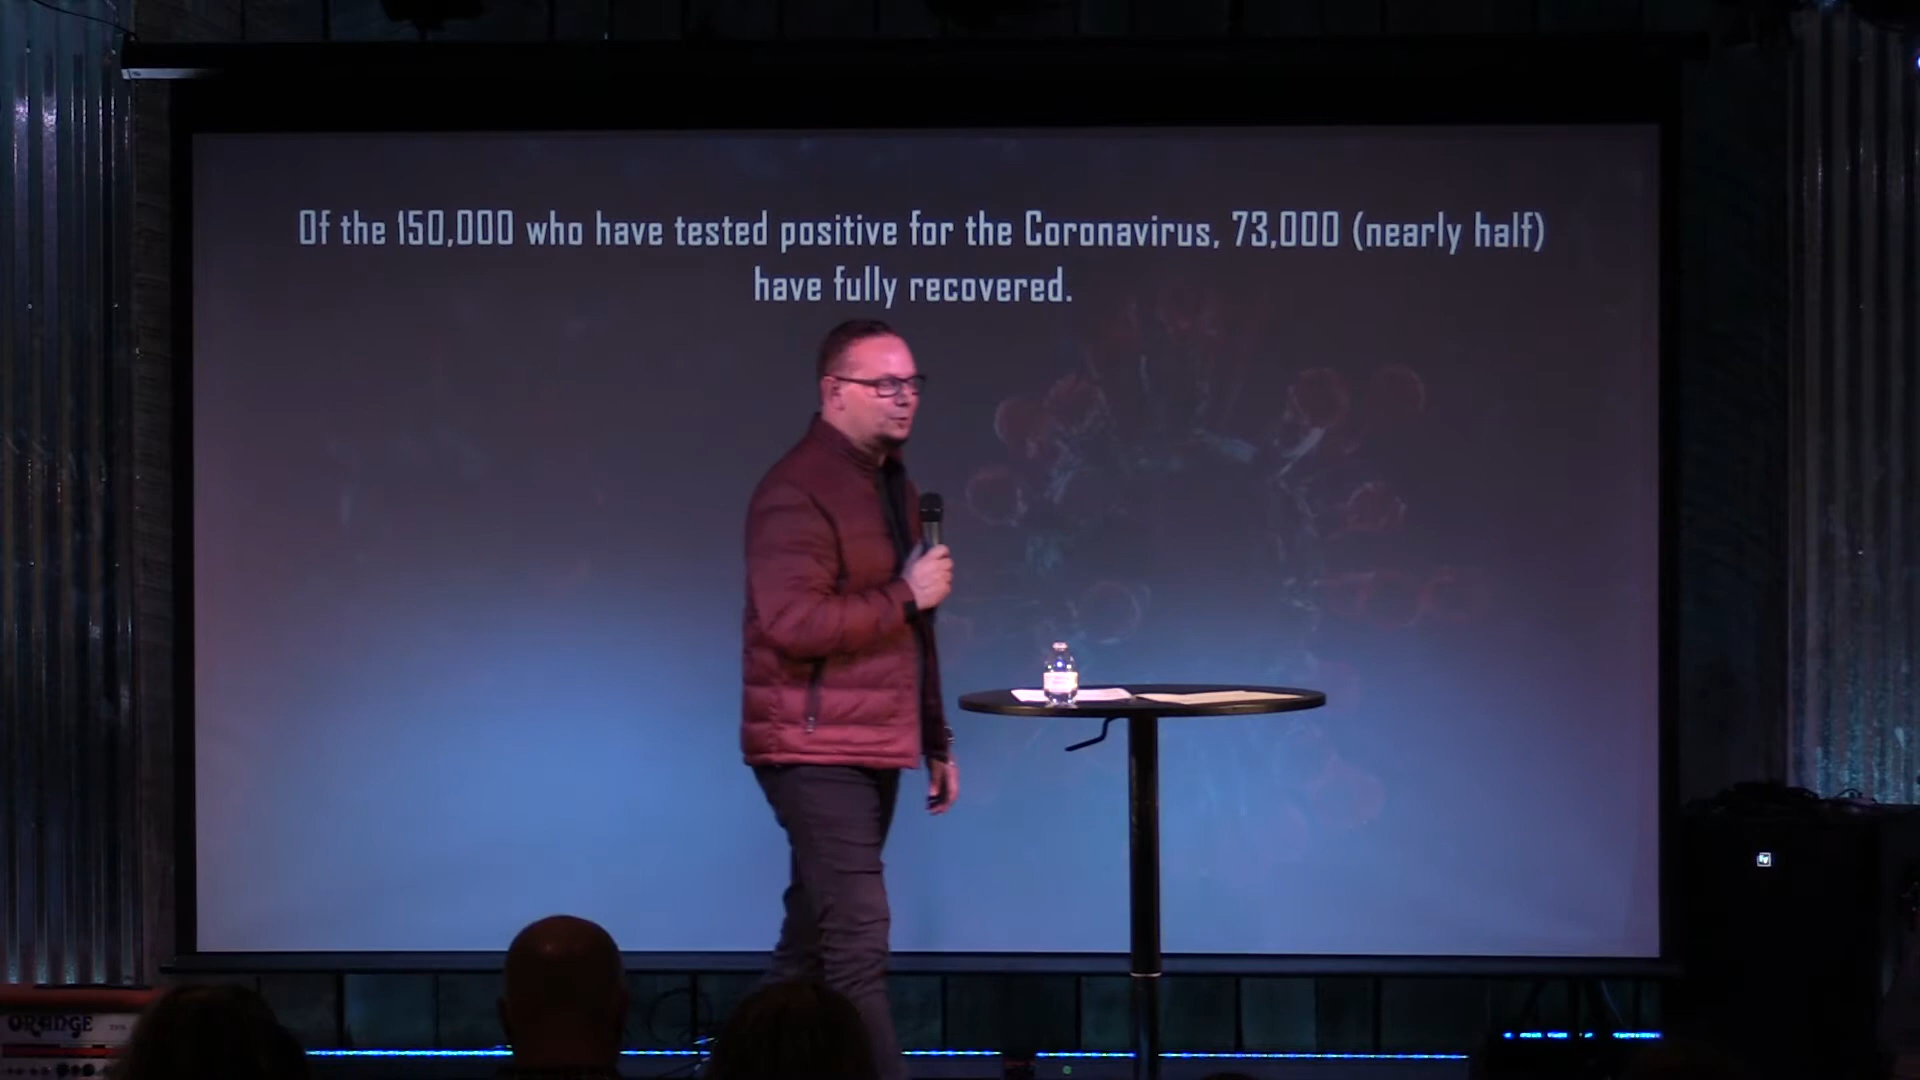 Of the 150,000 who have tested positive for the Coronavirus, 73,000 (nearly half)
have fully recovered.
ORANGE
EV